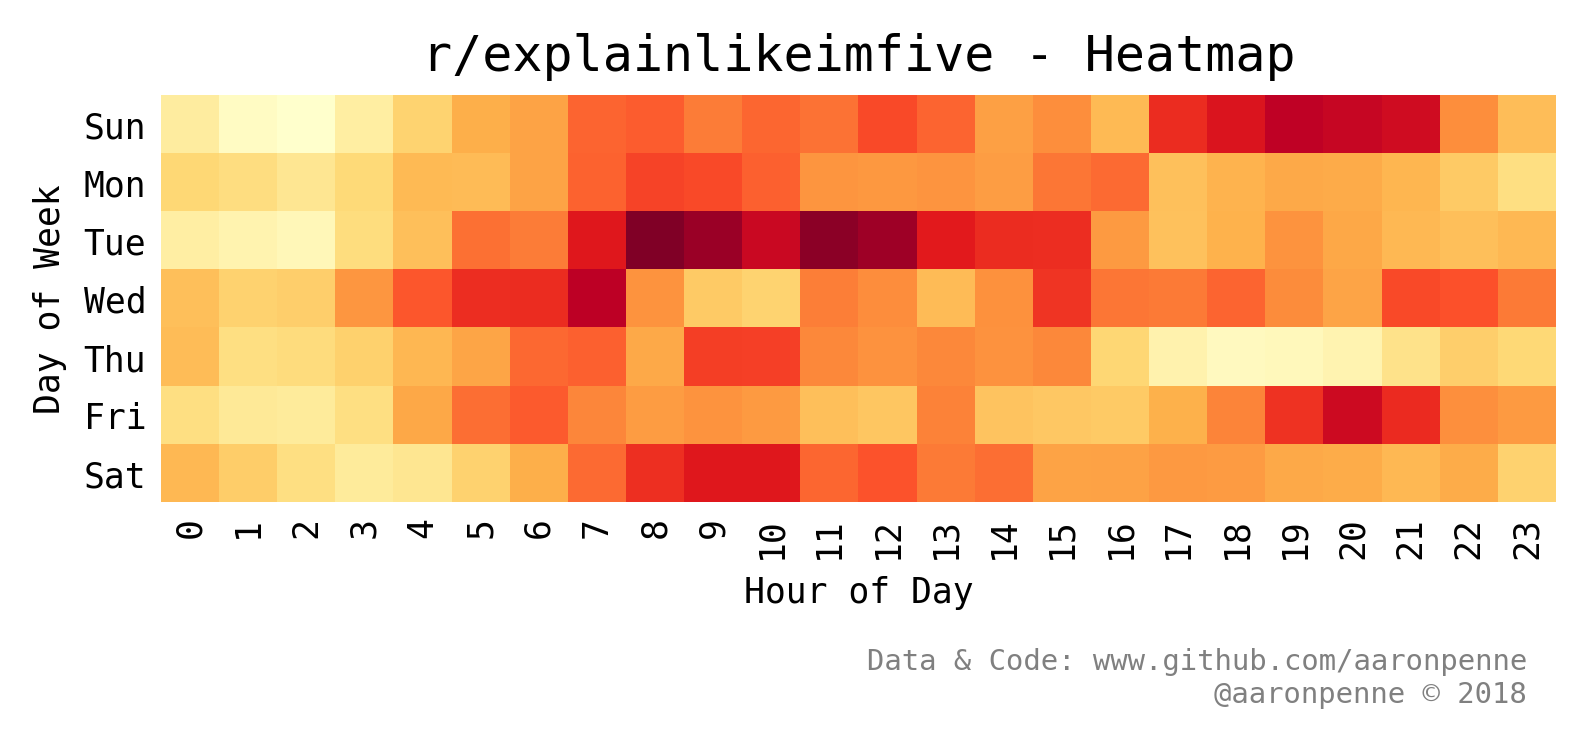 r/explainlikeimfive - Heatmap
Day of Week
Sun
Mon
Tue
Wed
Thu
Fri
Sat
0 1 2 3 4 5 6 7 8 9 10 11 12 13 14 15 16 17 18 19 20 21 22 23
Hour of Day
Data & Code: www.github.com/aaronpenne
@aaronpenne © 2018